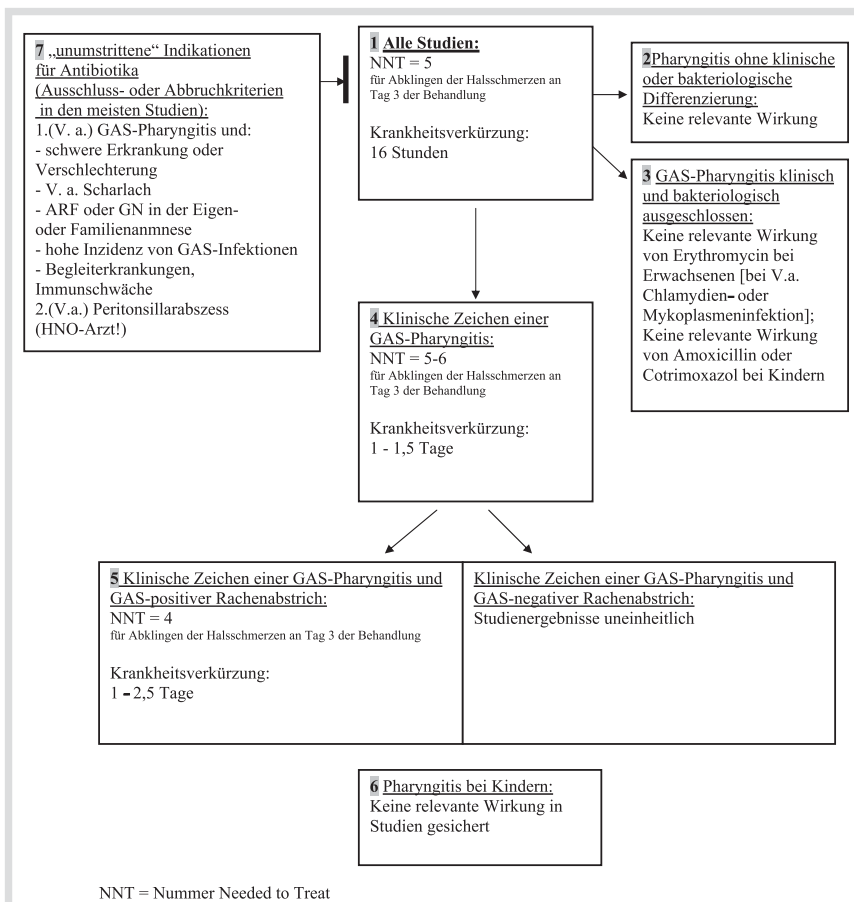 7 „unumstrittene“ Indikationen
für Antibiotika
(Ausschluss- oder Abbruchkriterien
in den meisten Studien):
1.(V. a.) GAS-Pharyngitis und:
- schwere Erkrankung oder
Verschlechterung
- V. a. Scharlach
- ARF oder GN in der Eigen-
oder Familienanmnese
- hohe Inzidenz von GAS-Infektionen
- Begleiterkrankungen,
Immunschwäche
2.(V.a.) Peritonsillarabszess
(HNO-Arzt!)
1 Alle Studien:
NNT = 5
für Abklingen der Halsschmerzen an
Tag 3 der Behandlung
Krankheitsverkürzung:
16 Stunden
2Pharyngitis ohne klinische
oder bakteriologische
Differenzierung:
Keine relevante Wirkung
3 GAS-Pharyngitis klinisch
und bakteriologisch
ausgeschlossen:
Keine relevante Wirkung
von Erythromycin bei
Erwachsenen [bei V.a.
Chlamydien- oder
Mykoplasmeninfektion];
Keine relevante Wirkung
von Amoxicillin oder
Cotrimoxazol bei Kindern
4 Klinische Zeichen einer
GAS-Pharyngitis:
NNT = 5-6
für Abklingen der Halsschmerzen an
Tag 3 der Behandlung
Krankheitsverkürzung:
1 - 1,5 Tage
5 Klinische Zeichen einer GAS-Pharyngitis und
GAS-positiver Rachenabstrich:
NNT = 4
für Abklingen der Halsschmerzen an Tag 3 der Behandlung
Krankheitsverkürzung:
1 - 2,5 Tage
Klinische Zeichen einer GAS-Pharyngitis und
GAS-negativer Rachenabstrich:
Studienergebnisse uneinheitlich
6 Pharyngitis bei Kindern:
Keine relevante Wirkung in
Studien gesichert
NNT = Nummer Needed to Treat